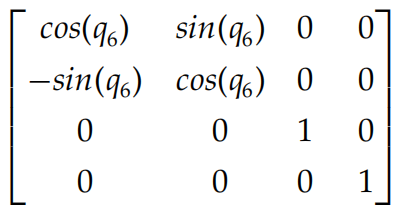 cos(q₆) sin(q₆) 0 0
−sin(q₆) cos(q₆) 0 0
0 0 1 0
0 0 0 1